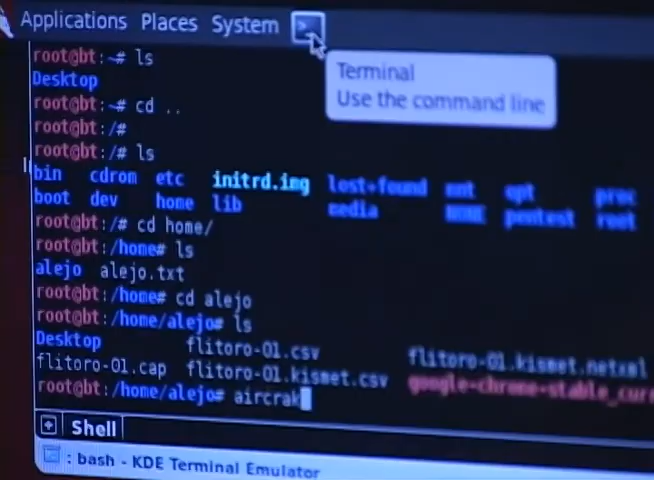 Applications Places System
Terminal
Use the command line
root@bt:~# ls
Desktop
root@bt:~# cd ..
root@bt:/#
root@bt:/# ls
bin cdrom etc initrd.img lost+found mnt opt proc
boot dev home lib media pentest root
root@bt:/# cd home/
root@bt:/home# ls
alejo alejo.txt
root@bt:/home# cd alejo
root@bt:/home/alejo# ls
Desktop flitoro-01.csv flitoro-01.kismet.netxml
flitoro-01.cap flitoro-01.kismet.csv google-chrome-stable_curr
root@bt:/home/alejo# aircrak
Shell
: bash - KDE Terminal Emulator